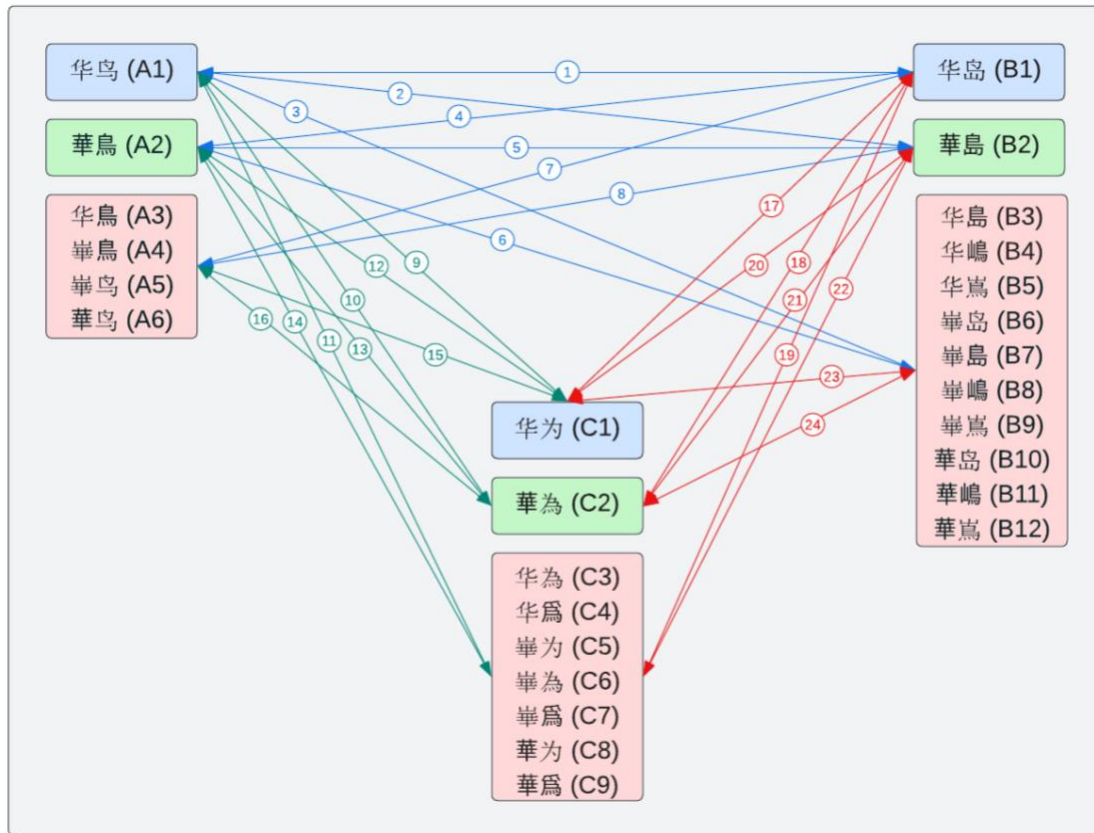 华鸟 (A1)
華鳥 (A2)
华鳥 (A3)
崋鳥 (A4)
崋鸟 (A5)
華鸟 (A6)
华岛 (B1)
華島 (B2)
华島 (B3)
华嶋 (B4)
华嶌 (B5)
崋岛 (B6)
崋島 (B7)
崋嶋 (B8)
崋嶌 (B9)
華岛 (B10)
華嶋 (B11)
華嶌 (B12)
华为 (C1)
華為 (C2)
华為 (C3)
华爲 (C4)
崋为 (C5)
崋為 (C6)
崋爲 (C7)
華为 (C8)
華爲 (C9)
1
2
3
4
5
6
7
8
9
10
11
12
13
14
15
16
17
18
19
20
21
22
23
24